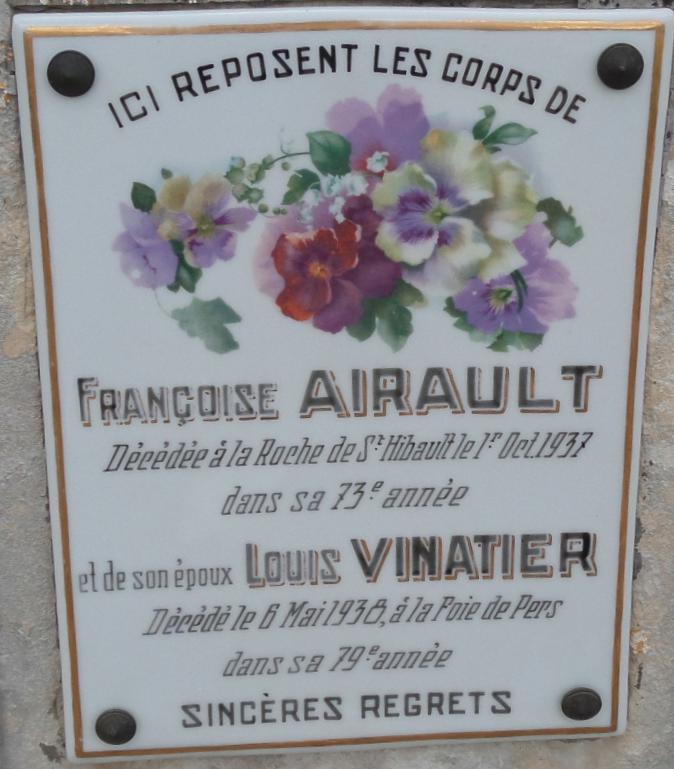 ICI REPOSENT LES CORPS DE
FRANÇOISE AIRAULT
Décédée à la Roche de St Hibault le 1er Oct. 1937
dans sa 73e année
et de son époux LOUIS VINATIER
Décédé le 6 Mai 1938, à la Foie de Pers
dans sa 79e année
SINCÈRES REGRETS